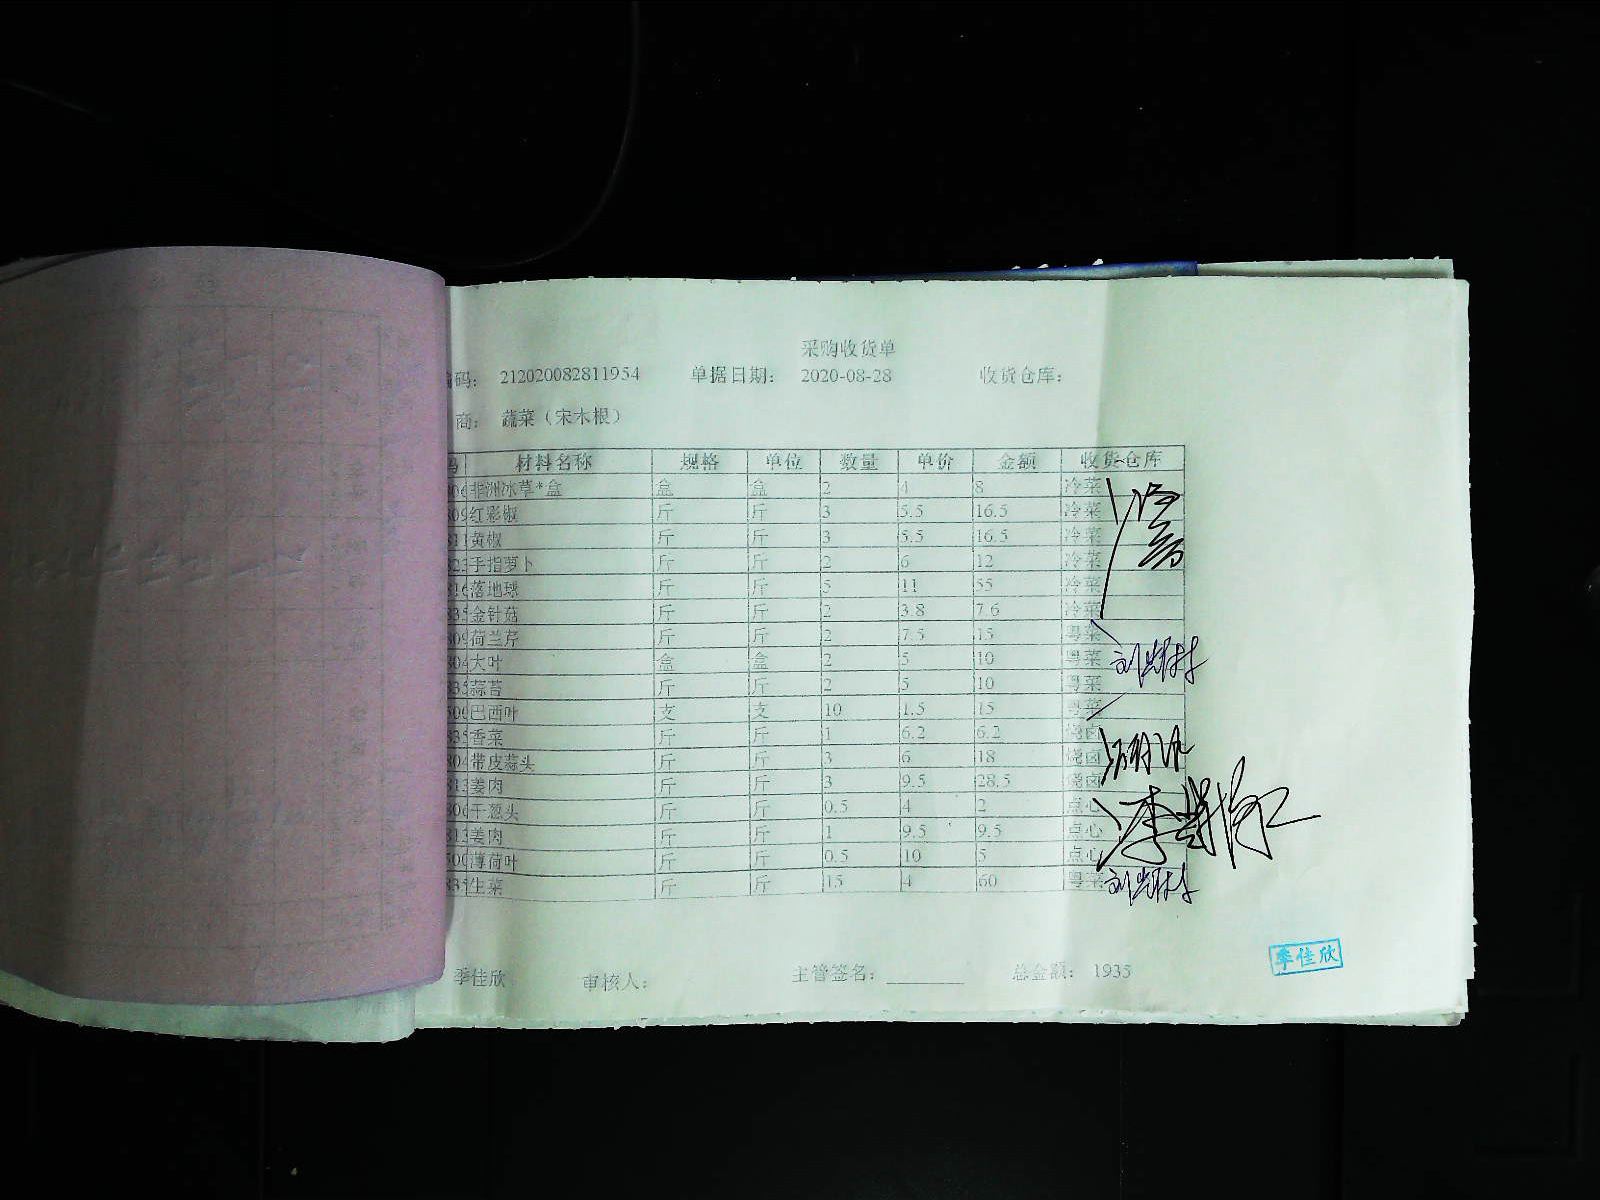 采购收货单
编码： 212020082811954 单据日期： 2020-08-28 收货仓库：
商： 蔬菜（宋木根）
码 材料名称 规格 单位 数量 单价 金额 收货仓库
非洲冰草*盒 盒 盒 2 4 8 冷菜
红彩椒 斤 斤 3 5.5 16.5 冷菜
黄椒 斤 斤 3 5.5 16.5 冷菜
手指萝卜 斤 斤 2 6 12 冷菜
落地球 斤 斤 5 11 55 冷菜
金针菇 斤 斤 2 3.8 7.6 冷菜
荷兰芹 斤 斤 2 7.5 15 粤菜
大叶 盒 盒 2 5 10 粤菜
蒜苔 斤 斤 2 5 10 粤菜
巴西叶 支 支 10 1.5 15 粤菜
香菜 斤 斤 1 6.2 6.2 烧卤
带皮蒜头 斤 斤 3 6 18 烧卤
姜肉 斤 斤 3 9.5 28.5 烧卤
干葱头 斤 斤 0.5 4 2 点心
姜肉 斤 斤 1 9.5 9.5 点心
薄荷叶 斤 斤 0.5 10 5 点心
生菜 斤 斤 15 4 60 粤菜
季佳欣 审核人： 主管签名： 总金额： 1935
季佳欣